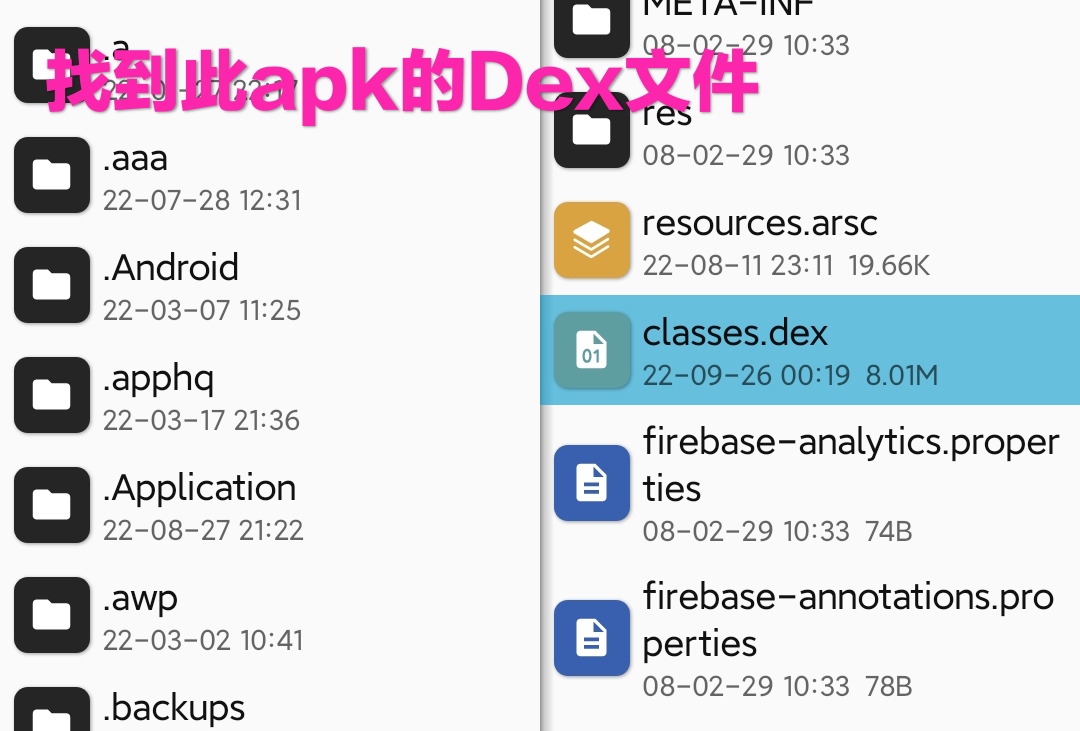 找到此apk的Dex文件
.a
.aaa
22-07-28 12:31
.Android
22-03-07 11:25
.apphq
22-03-17 21:36
.Application
22-08-27 21:22
.awp
22-03-02 10:41
.backups
META-INF
08-02-29 10:33
res
08-02-29 10:33
resources.arsc
22-08-11 23:11 19.66K
classes.dex
22-09-26 00:19 8.01M
firebase-analytics.proper
ties
08-02-29 10:33 74B
firebase-annotations.pro
perties
08-02-29 10:33 78B